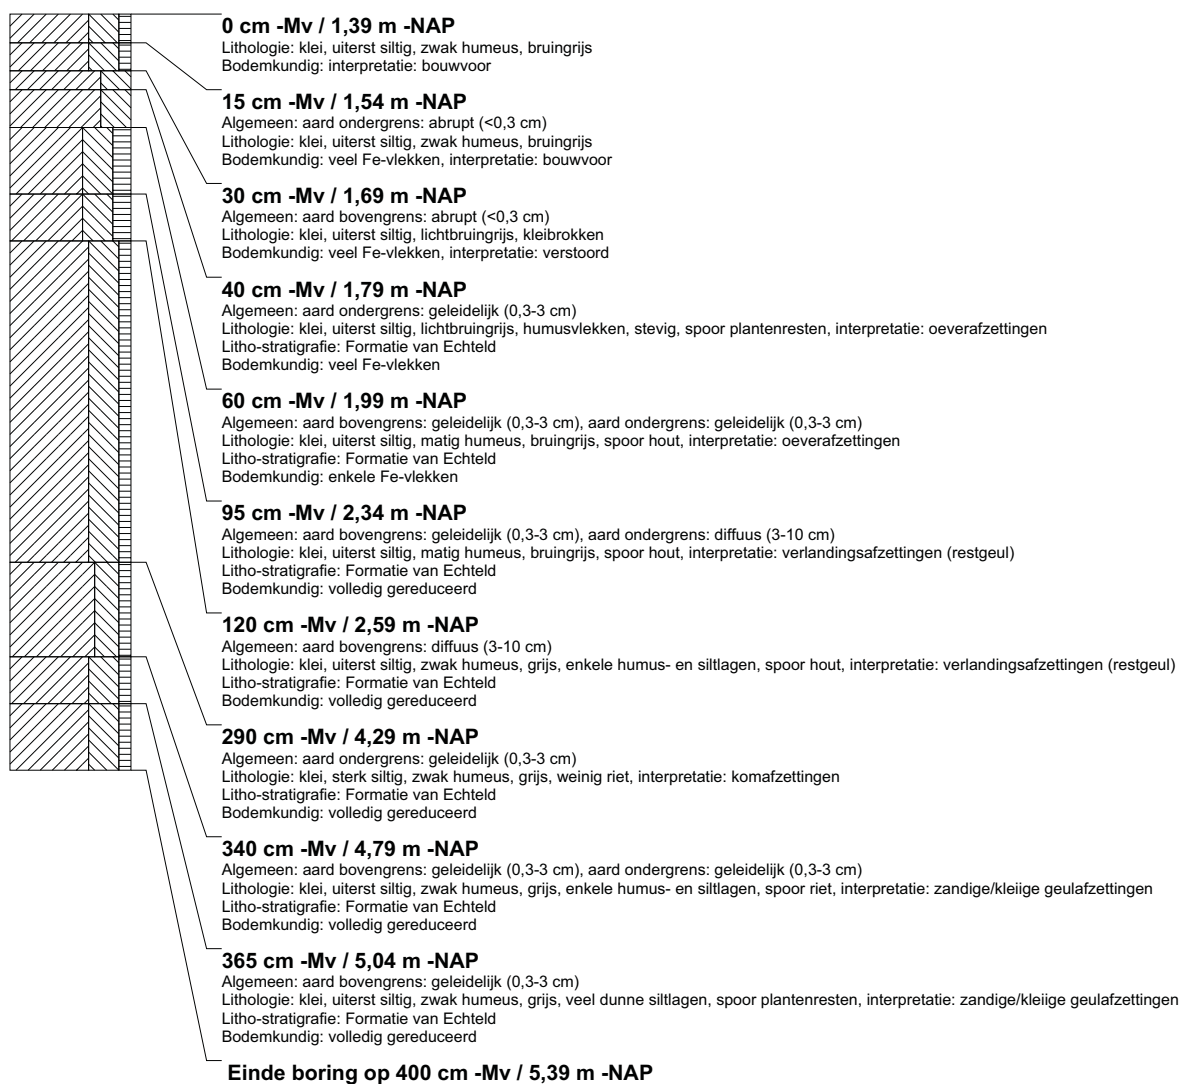 0 cm -Mv / 1,39 m -NAP
Lithologie: klei, uiterst siltig, zwak humeus, bruingrijs
Bodemkundig: interpretatie: bouwvoor
15 cm -Mv / 1,54 m -NAP
Algemeen: aard ondergrens: abrupt (<0,3 cm)
Lithologie: klei, uiterst siltig, zwak humeus, bruingrijs
Bodemkundig: veel Fe-vlekken, interpretatie: bouwvoor
30 cm -Mv / 1,69 m -NAP
Algemeen: aard bovengrens: abrupt (<0,3 cm)
Lithologie: klei, uiterst siltig, lichtbruingrijs, kleibrokken
Bodemkundig: veel Fe-vlekken, interpretatie: verstoord
40 cm -Mv / 1,79 m -NAP
Algemeen: aard ondergrens: geleidelijk (0,3-3 cm)
Lithologie: klei, uiterst siltig, lichtbruingrijs, humusvlekken, stevig, spoor plantenresten, interpretatie: oeverafzettingen
Litho-stratigrafie: Formatie van Echteld
Bodemkundig: veel Fe-vlekken
60 cm -Mv / 1,99 m -NAP
Algemeen: aard bovengrens: geleidelijk (0,3-3 cm), aard ondergrens: geleidelijk (0,3-3 cm)
Lithologie: klei, uiterst siltig, matig humeus, bruingrijs, spoor hout, interpretatie: oeverafzettingen
Litho-stratigrafie: Formatie van Echteld
Bodemkundig: enkele Fe-vlekken
95 cm -Mv / 2,34 m -NAP
Algemeen: aard bovengrens: geleidelijk (0,3-3 cm), aard ondergrens: diffuus (3-10 cm)
Lithologie: klei, uiterst siltig, matig humeus, bruingrijs, spoor hout, interpretatie: verlandingsafzettingen (restgeul)
Litho-stratigrafie: Formatie van Echteld
Bodemkundig: volledig gereduceerd
120 cm -Mv / 2,59 m -NAP
Algemeen: aard bovengrens: diffuus (3-10 cm)
Lithologie: klei, uiterst siltig, zwak humeus, grijs, enkele humus- en siltlagen, spoor hout, interpretatie: verlandingsafzettingen (restgeul)
Litho-stratigrafie: Formatie van Echteld
Bodemkundig: volledig gereduceerd
290 cm -Mv / 4,29 m -NAP
Algemeen: aard ondergrens: geleidelijk (0,3-3 cm)
Lithologie: klei, sterk siltig, zwak humeus, grijs, weinig riet, interpretatie: komafzettingen
Litho-stratigrafie: Formatie van Echteld
Bodemkundig: volledig gereduceerd
340 cm -Mv / 4,79 m -NAP
Algemeen: aard bovengrens: geleidelijk (0,3-3 cm), aard ondergrens: geleidelijk (0,3-3 cm)
Lithologie: klei, uiterst siltig, zwak humeus, grijs, enkele humus- en siltlagen, spoor riet, interpretatie: zandige/kleiige geulafzettingen
Litho-stratigrafie: Formatie van Echteld
Bodemkundig: volledig gereduceerd
365 cm -Mv / 5,04 m -NAP
Algemeen: aard bovengrens: geleidelijk (0,3-3 cm)
Lithologie: klei, uiterst siltig, zwak humeus, grijs, veel dunne siltlagen, spoor plantenresten, interpretatie: zandige/kleiige geulafzettingen
Litho-stratigrafie: Formatie van Echteld
Bodemkundig: volledig gereduceerd
Einde boring op 400 cm -Mv / 5,39 m -NAP